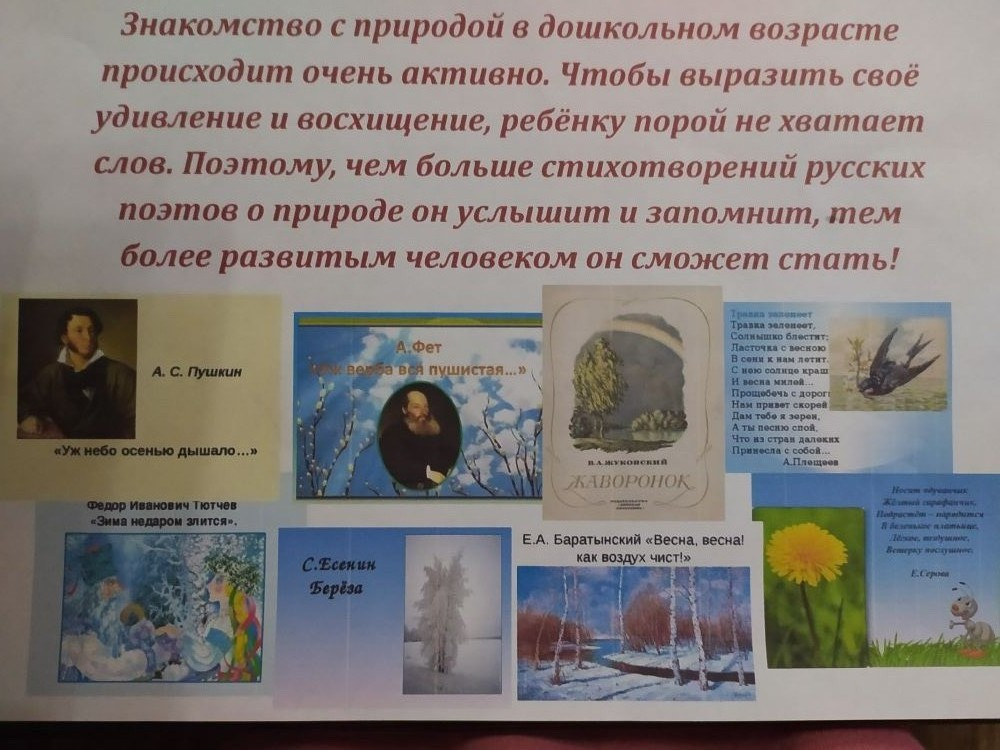 Знакомство с природой в дошкольном возрасте
происходит очень активно. Чтобы выразить своё
удивление и восхищение, ребёнку порой не хватает
слов. Поэтому, чем больше стихотворений русских
поэтов о природе он услышит и запомнит, тем
более развитым человеком он сможет стать!
А. С. Пушкин
«Уж небо осенью дышало…»
А.Фет
«Уж верба вся пушистая…»
В.А.ЖУКОВСКИЙ
ЖАВОРОНОК
Травка зеленеет
Травка зеленеет,
Солнышко блестит;
Ласточка с весною
В сени к нам летит.
С нею солнце краш
И весна милей...
Прощебечь с дорог
Нам привет скорей
Дам тебе я зерен,
А ты песню спой,
Что из стран далеких
Принесла с собой...
А.Плещеев
Федор Иванович Тютчев
«Зима недаром злится».
С.Есенин
Берёза
Е.А. Баратынский «Весна, весна!
как воздух чист!»
Носит одуванчик
Жёлтый сарафанчик.
Подрастёт – нарядится
В беленькое платьице,
Лёгкое, воздушное,
Ветерку послушное.
Е.Серова